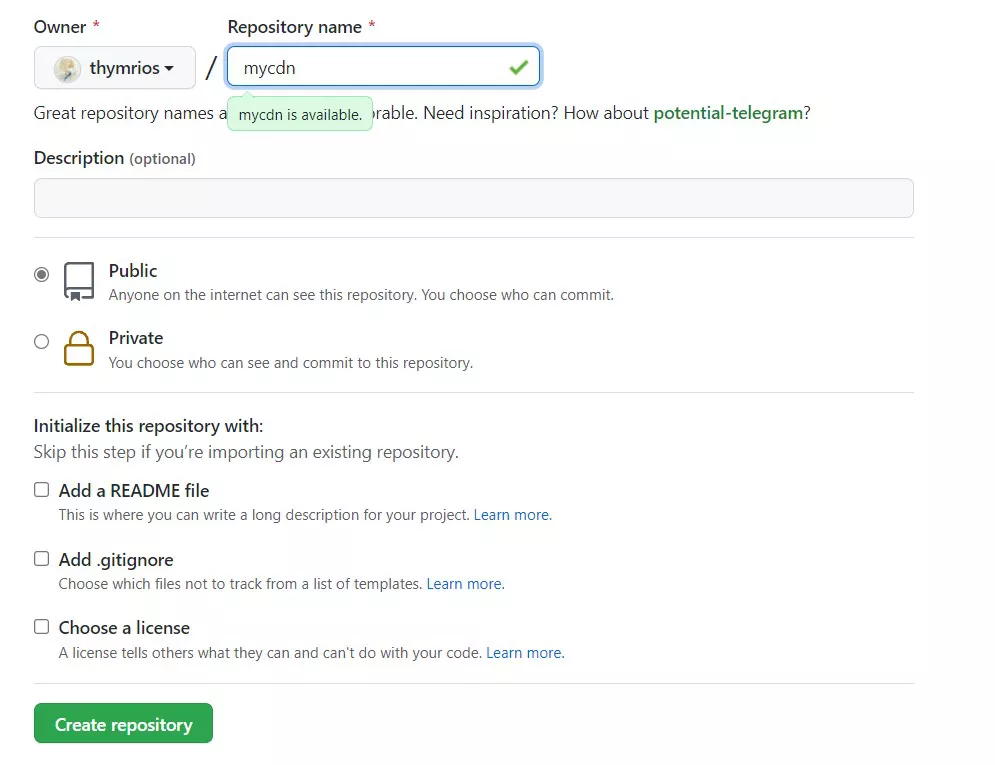 Owner *
Repository name *
thymrios
/
mycdn
Great repository names a
mycdn is available.
rable. Need inspiration? How about potential-telegram?
Description (optional)
Public
Anyone on the internet can see this repository. You choose who can commit.
Private
You choose who can see and commit to this repository.
Initialize this repository with:
Skip this step if you’re importing an existing repository.
Add a README file
This is where you can write a long description for your project. Learn more.
Add .gitignore
Choose which files not to track from a list of templates. Learn more.
Choose a license
A license tells others what they can and can't do with your code. Learn more.
Create repository